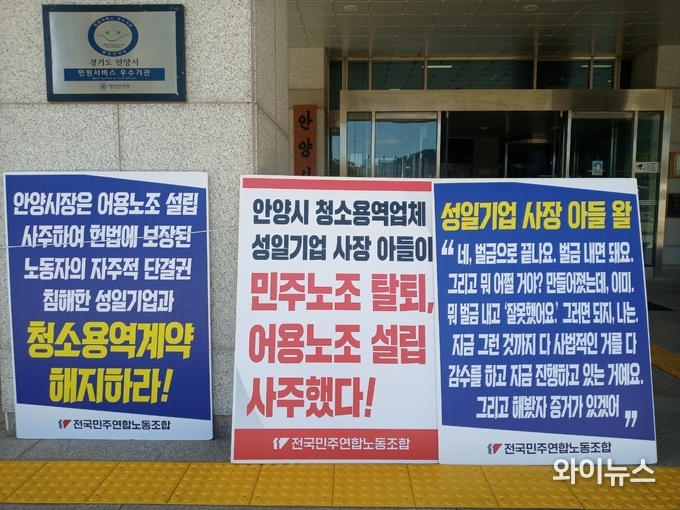 경기도 안양시
민원서비스 우수기관
행정안전부
안양시
안양시장은 어용노조 설립
사주하여 헌법에 보장된
노동자의 자주적 단결권
침해한 성일기업과
청소용역계약
해지하라!
전국민주연합노동조합
안양시 청소용역업체
성일기업 사장 아들이
민주노조 탈퇴,
어용노조 설립
사주했다!
전국민주연합노동조합
성일기업 사장 아들 왈
“ 네, 벌금으로 끝나요. 벌금 내면 돼요.
그리고 뭐 어쩔 거야? 만들어졌는데, 이미.
뭐 벌금 내고 ‘잘못했어요.’ 그러면 되지, 나는.
지금 그런 것까지 다 사법적인 거를 다
감수를 하고 지금 진행하고 있는 거예요.
그리고 해봤자 증거가 있겠어 ”
전국민주연합노동조합
와이뉴스